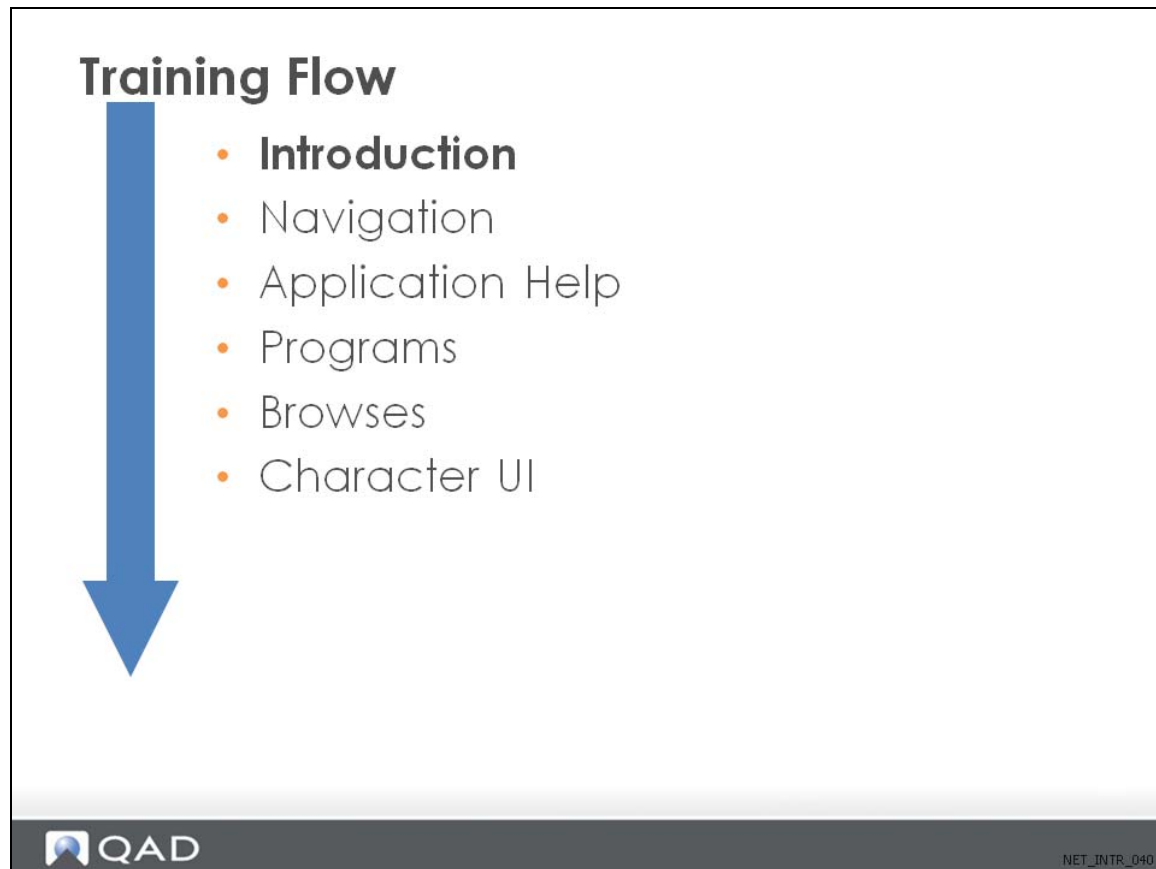 Training Flow
• Introduction
• Navigation
• Application Help
• Programs
• Browses
• Character UI
QAD
NET_INTR_040